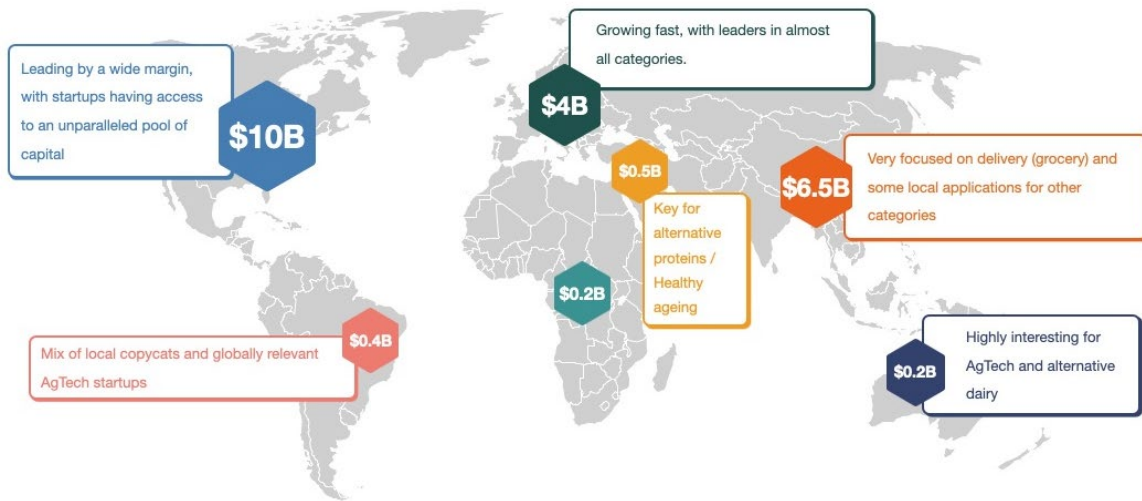 Growing fast, with leaders in almost
all categories.
$4B
Leading by a wide margin,
with startups having access
to an unparalleled pool of
capital
$10B
$0.5B
Key for
alternative
proteins /
Healthy
ageing
$6.5B
Very focused on delivery (grocery) and
some local applications for other
categories
$0.2B
$0.4B
Mix of local copycats and globally relevant
AgTech startups
$0.2B
Highly interesting for
AgTech and alternative
dairy